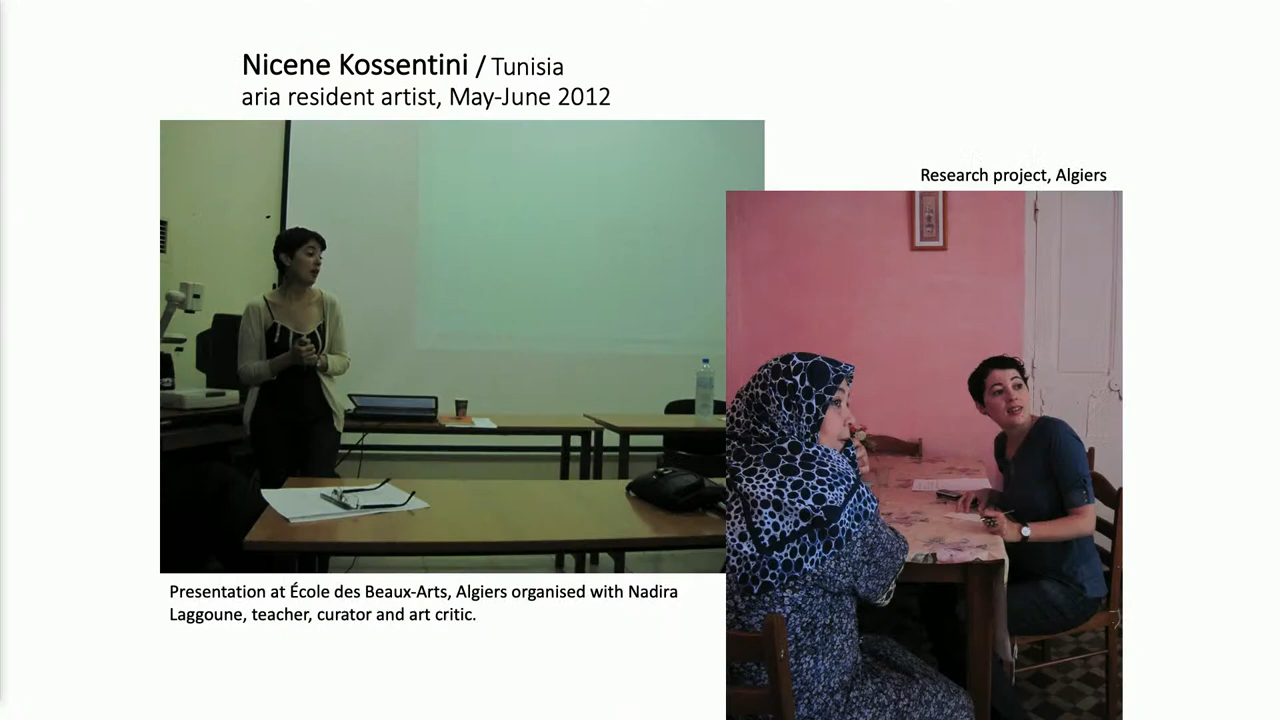 Nicene Kossentini / Tunisia
aria resident artist, May-June 2012
Research project, Algiers
Presentation at École des Beaux-Arts, Algiers organised with Nadira
Laggoune, teacher, curator and art critic.